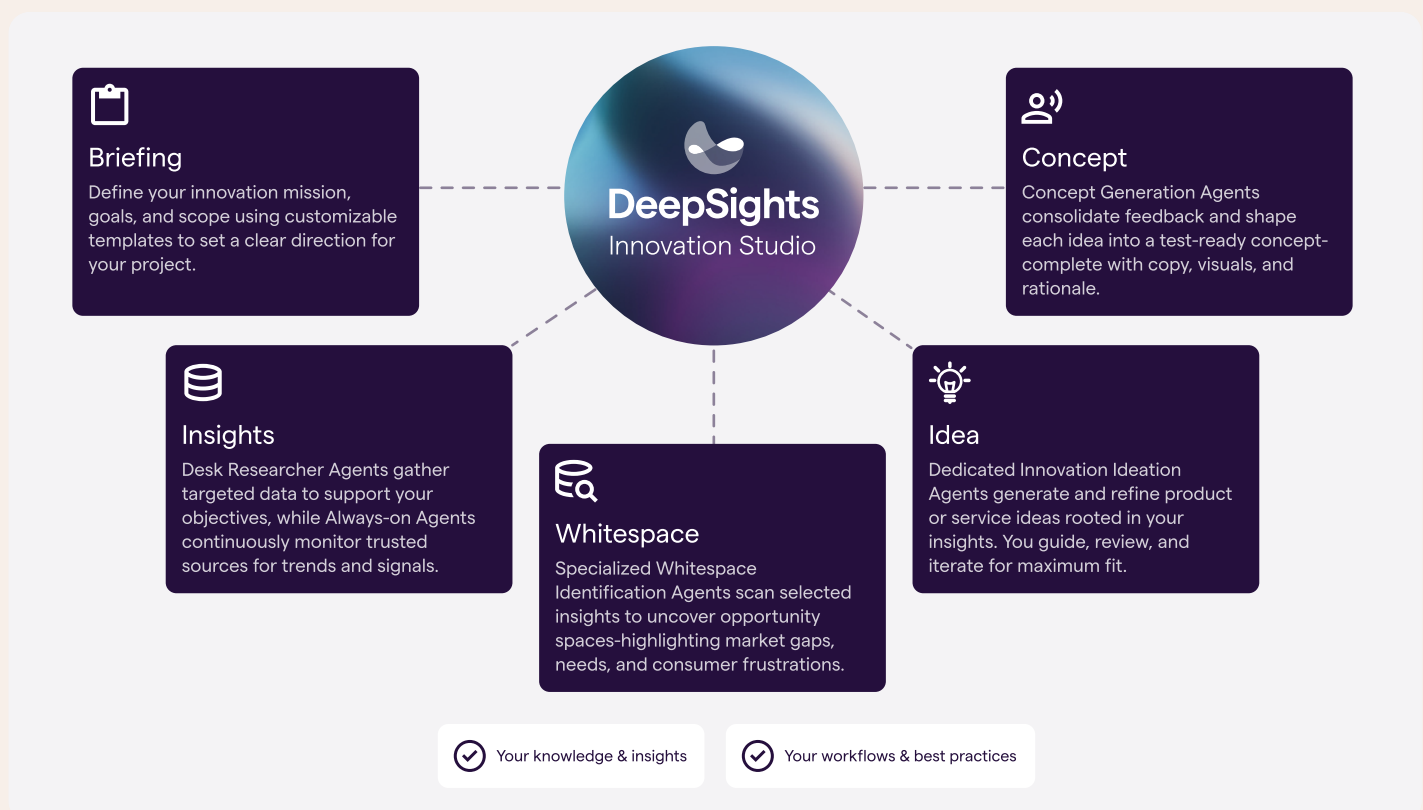 DeepSights
Innovation Studio
Briefing
Define your innovation mission,
goals, and scope using customizable
templates to set a clear direction for
your project.
Insights
Desk Researcher Agents gather
targeted data to support your
objectives, while Always-on Agents
continuously monitor trusted
sources for trends and signals.
Whitespace
Specialized Whitespace
Identification Agents scan selected
insights to uncover opportunity
spaces-highlighting market gaps,
needs, and consumer frustrations.
Idea
Dedicated Innovation Ideation
Agents generate and refine product
or service ideas rooted in your
insights. You guide, review, and
iterate for maximum fit.
Concept
Concept Generation Agents
consolidate feedback and shape
each idea into a test-ready concept-
complete with copy, visuals, and
rationale.
Your knowledge & insights
Your workflows & best practices